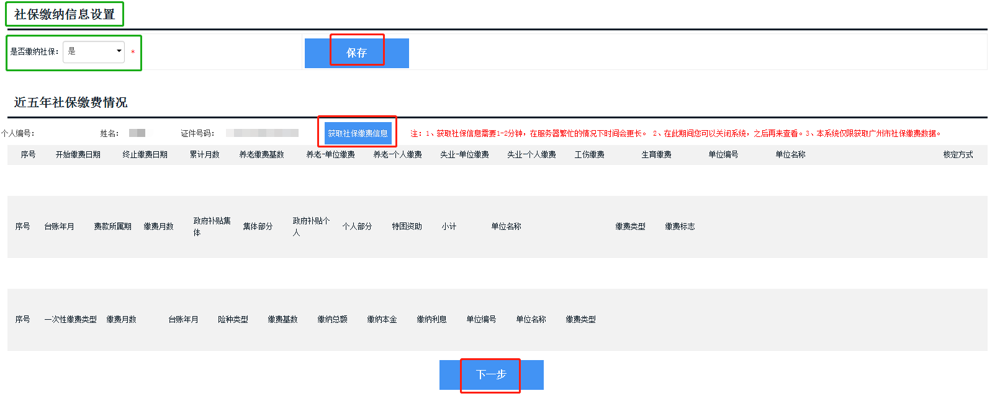 社保缴纳信息设置
是否缴纳社保： 是 * 保存
近五年社保缴费情况
个人编号： 姓名： 证件号码： 获取社保缴费信息 注：1、获取社保信息需要1-2分钟，在服务器繁忙的情况下时间会更长。 2、在此期间您可以关闭系统，之后再来查看。3、本系统仅限获取广州市社保缴费数据。
序号 开始缴费日期 终止缴费日期 累计月数 养老缴费基数 养老-单位缴费 养老-个人缴费 失业-单位缴费 失业-个人缴费 工伤缴费 生育缴费 单位编号 单位名称 核定方式
序号 台账年月 费款所属期 缴费月数 政府补贴集体 集体部分 政府补贴个人 个人部分 特困资助 小计 单位名称 缴费类型 缴费标志
序号 一次性缴费类型 缴费月数 台账年月 险种类型 缴费基数 缴纳总额 缴纳本金 缴纳利息 单位编号 单位名称 缴费类型
下一步